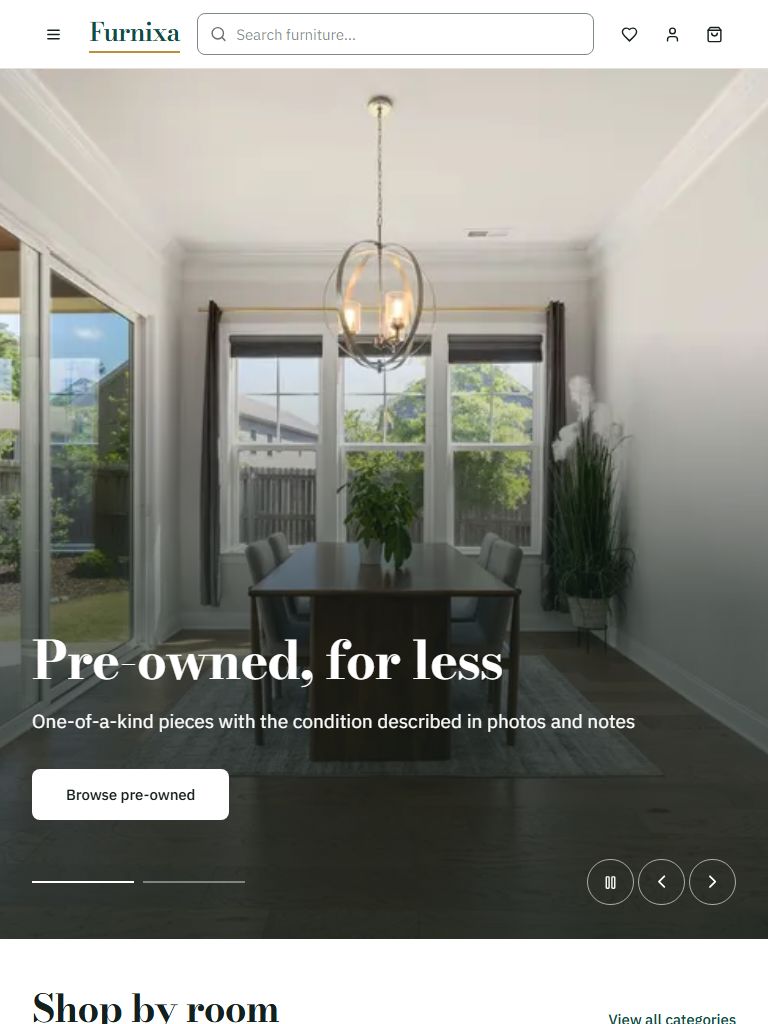 Furnixa
Search furniture...
Pre-owned, for less
One-of-a-kind pieces with the condition described in photos and notes
Browse pre-owned
Shop by room
View all categories